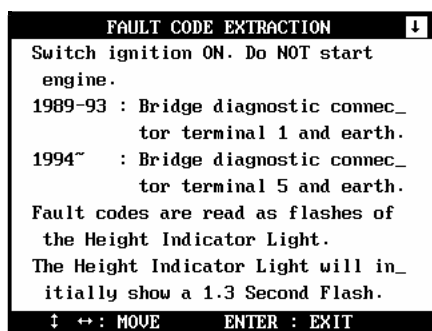 FAULT CODE EXTRACTION ↓
Switch ignition ON. Do NOT start
engine.
1989-93 : Bridge diagnostic connec_
tor terminal 1 and earth.
1994~ : Bridge diagnostic connec_
tor terminal 5 and earth.
Fault codes are read as flashes of
the Height Indicator Light.
The Height Indicator Light will in_
itially show a 1.3 Second Flash.
↕ ↔: MOVE ENTER : EXIT